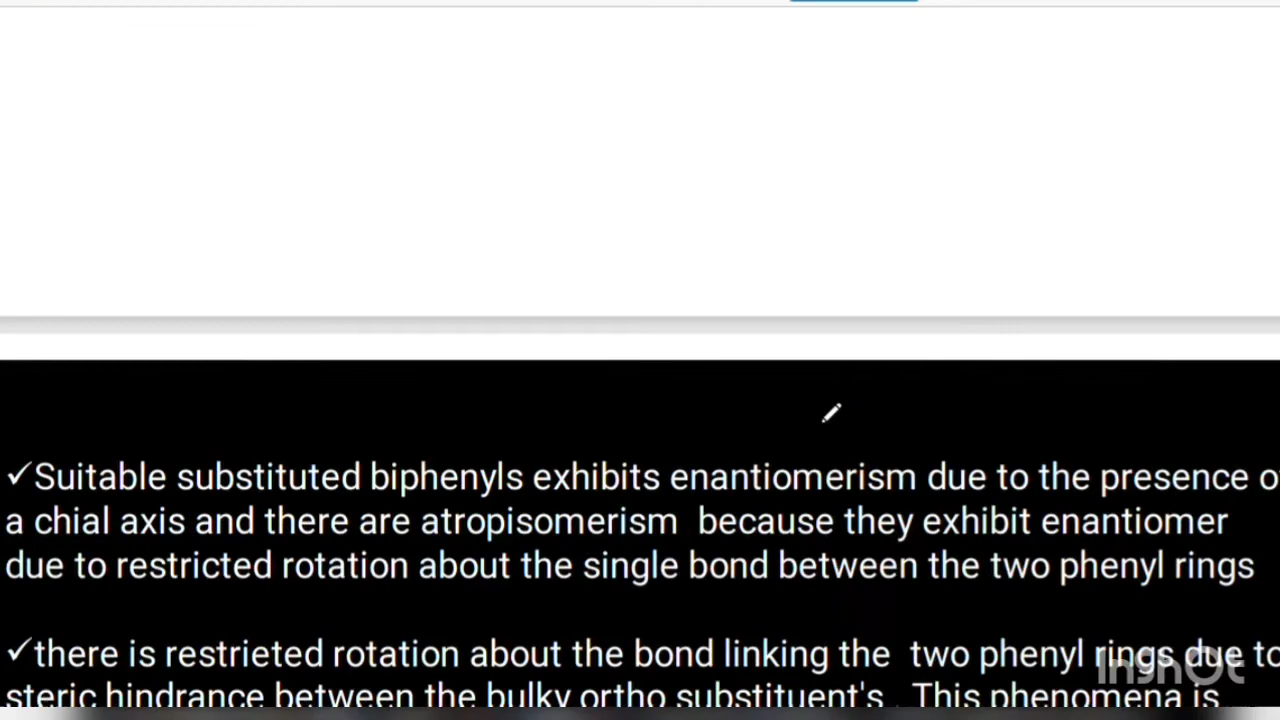 ✓Suitable substituted biphenyls exhibits enantiomerism due to the presence o
a chial axis and there are atropisomerism because they exhibit enantiomer
due to restricted rotation about the single bond between the two phenyl rings
✓there is restrieted rotation about the bond linking the two phenyl rings due to
steric hindrance between the bulky ortho substituent's . This phenomena is
InShOt